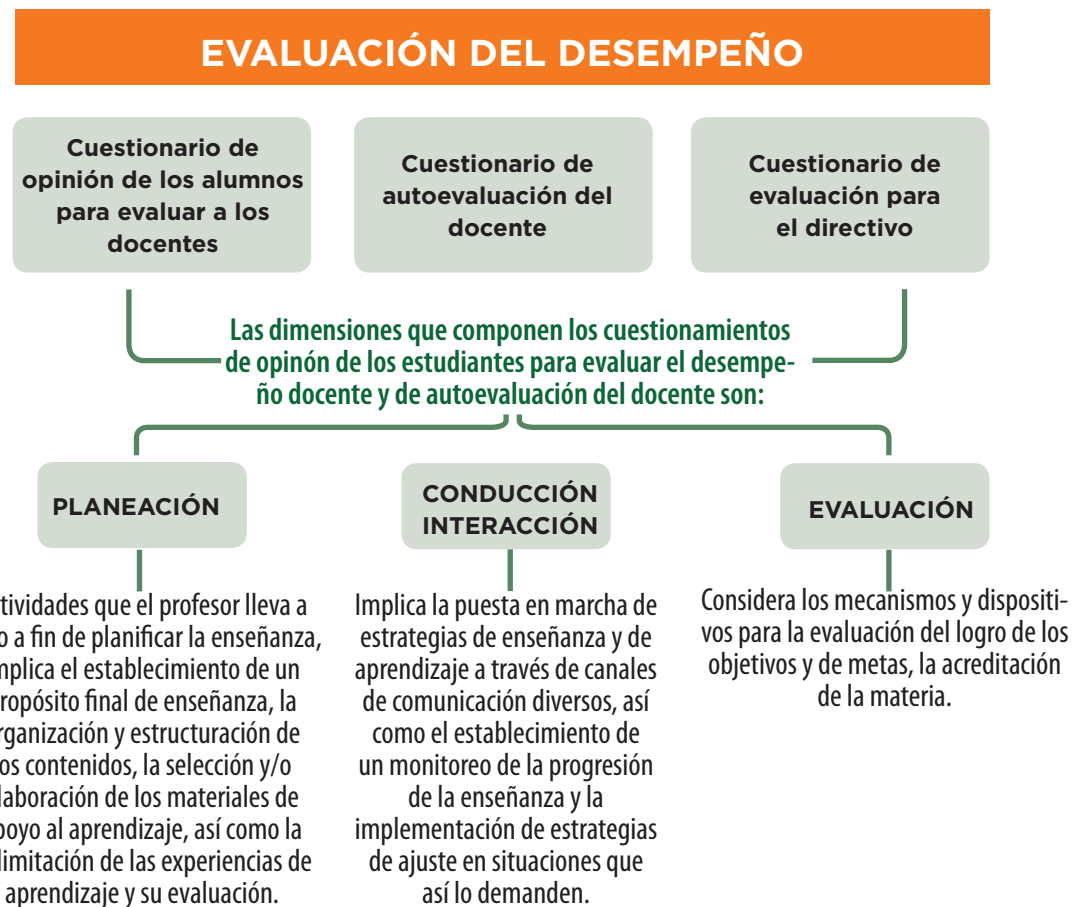 EVALUACIÓN DEL DESEMPEÑO
Cuestionario de
opinión de los alumnos
para evaluar a los
docentes
Cuestionario de
autoevaluación del
docente
Cuestionario de
evaluación para
el directivo
Las dimensiones que componen los cuestionamientos
de opinón de los estudiantes para evaluar el desempe-
ño docente y de autoevaluación del docente son:
PLANEACIÓN
tividades que el profesor lleva a
o a fin de planificar la enseñanza,
mplica el establecimiento de un
ropósito final de enseñanza, la
rganización y estructuración de
os contenidos, la selección y/o
laboración de los materiales de
poyo al aprendizaje, así como la
limitación de las experiencias de
aprendizaje y su evaluación.
CONDUCCIÓN
INTERACCIÓN
Implica la puesta en marcha de
estrategias de enseñanza y de
aprendizaje a través de canales
de comunicación diversos, así
como el establecimiento de
un monitoreo de la progresión
de la enseñanza y la
implementación de estrategias
de ajuste en situaciones que
así lo demanden.
EVALUACIÓN
Considera los mecanismos y dispositi-
vos para la evaluación del logro de los
objetivos y de metas, la acreditación
de la materia.